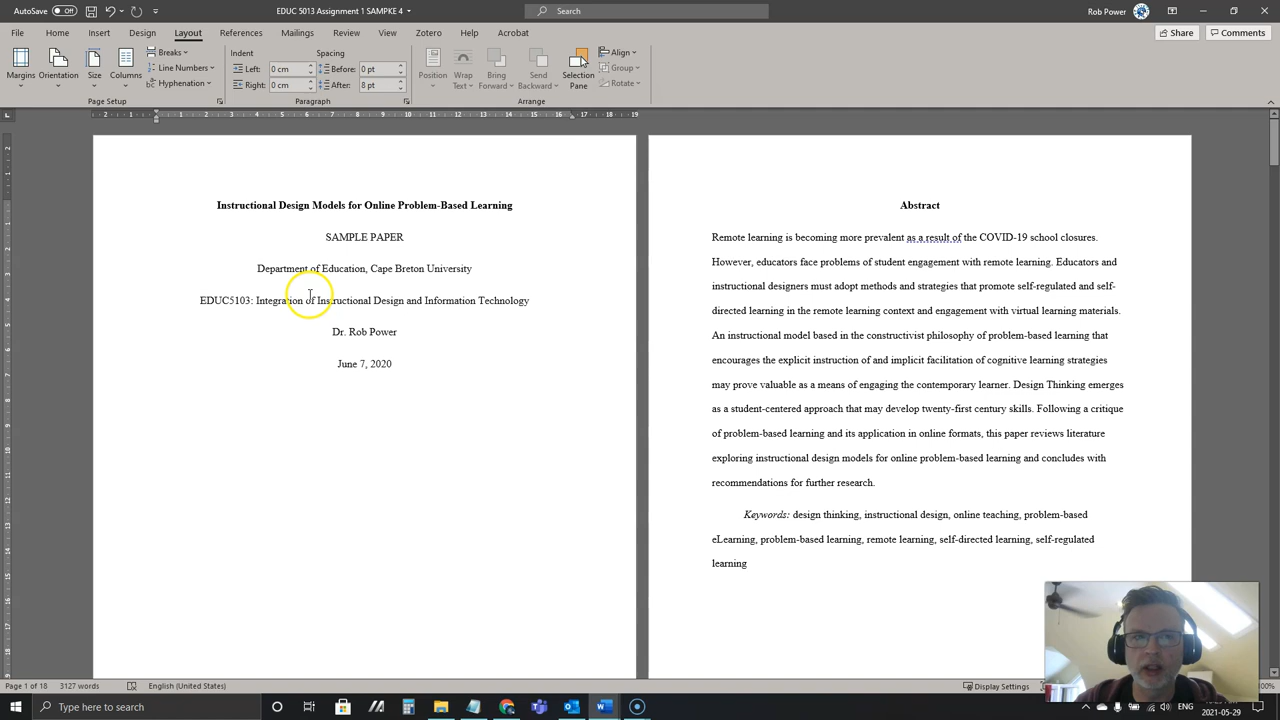 AutoSave Off
EDUC 5013 Assignment 1 SAMPKE 4
Search
Rob Power
File Home Insert Design Layout References Mailings Review View Zotero Help Acrobat
Share Comments
Margins
Orientation
Size
Columns
Breaks
Line Numbers
Hyphenation
Page Setup
Indent
Left: 0 cm
Right: 0 cm
Spacing
Before: 0 pt
After: 8 pt
Paragraph
Position
Wrap Text
Bring Forward
Send Backward
Selection Pane
Align
Group
Rotate
Arrange
Instructional Design Models for Online Problem-Based Learning
SAMPLE PAPER
Department of Education, Cape Breton University
EDUC5103: Integration of Instructional Design and Information Technology
Dr. Rob Power
June 7, 2020
Abstract
Remote learning is becoming more prevalent as a result of the COVID-19 school closures.
However, educators face problems of student engagement with remote learning. Educators and
instructional designers must adopt methods and strategies that promote self-regulated and self-
directed learning in the remote learning context and engagement with virtual learning materials.
An instructional model based in the constructivist philosophy of problem-based learning that
encourages the explicit instruction of and implicit facilitation of cognitive learning strategies
may prove valuable as a means of engaging the contemporary learner. Design Thinking emerges
as a student-centered approach that may develop twenty-first century skills. Following a critique
of problem-based learning and its application in online formats, this paper reviews literature
exploring instructional design models for online problem-based learning and concludes with
recommendations for further research.
Keywords: design thinking, instructional design, online teaching, problem-based
eLearning, problem-based learning, remote learning, self-directed learning, self-regulated
learning
Page 1 of 18 3127 words English (United States)
Display Settings
Type here to search
ENG
2021-05-29